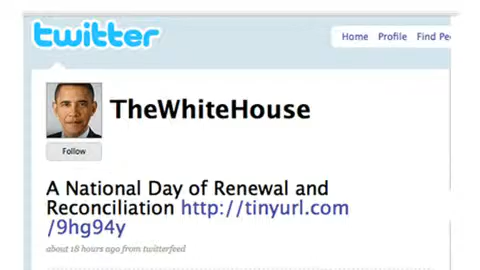 twitter
Home Profile Find
TheWhiteHouse
Follow
A National Day of Renewal and
Reconciliation http://tinyurl.com
/9hg94y
about 18 hours ago from twitterfeed